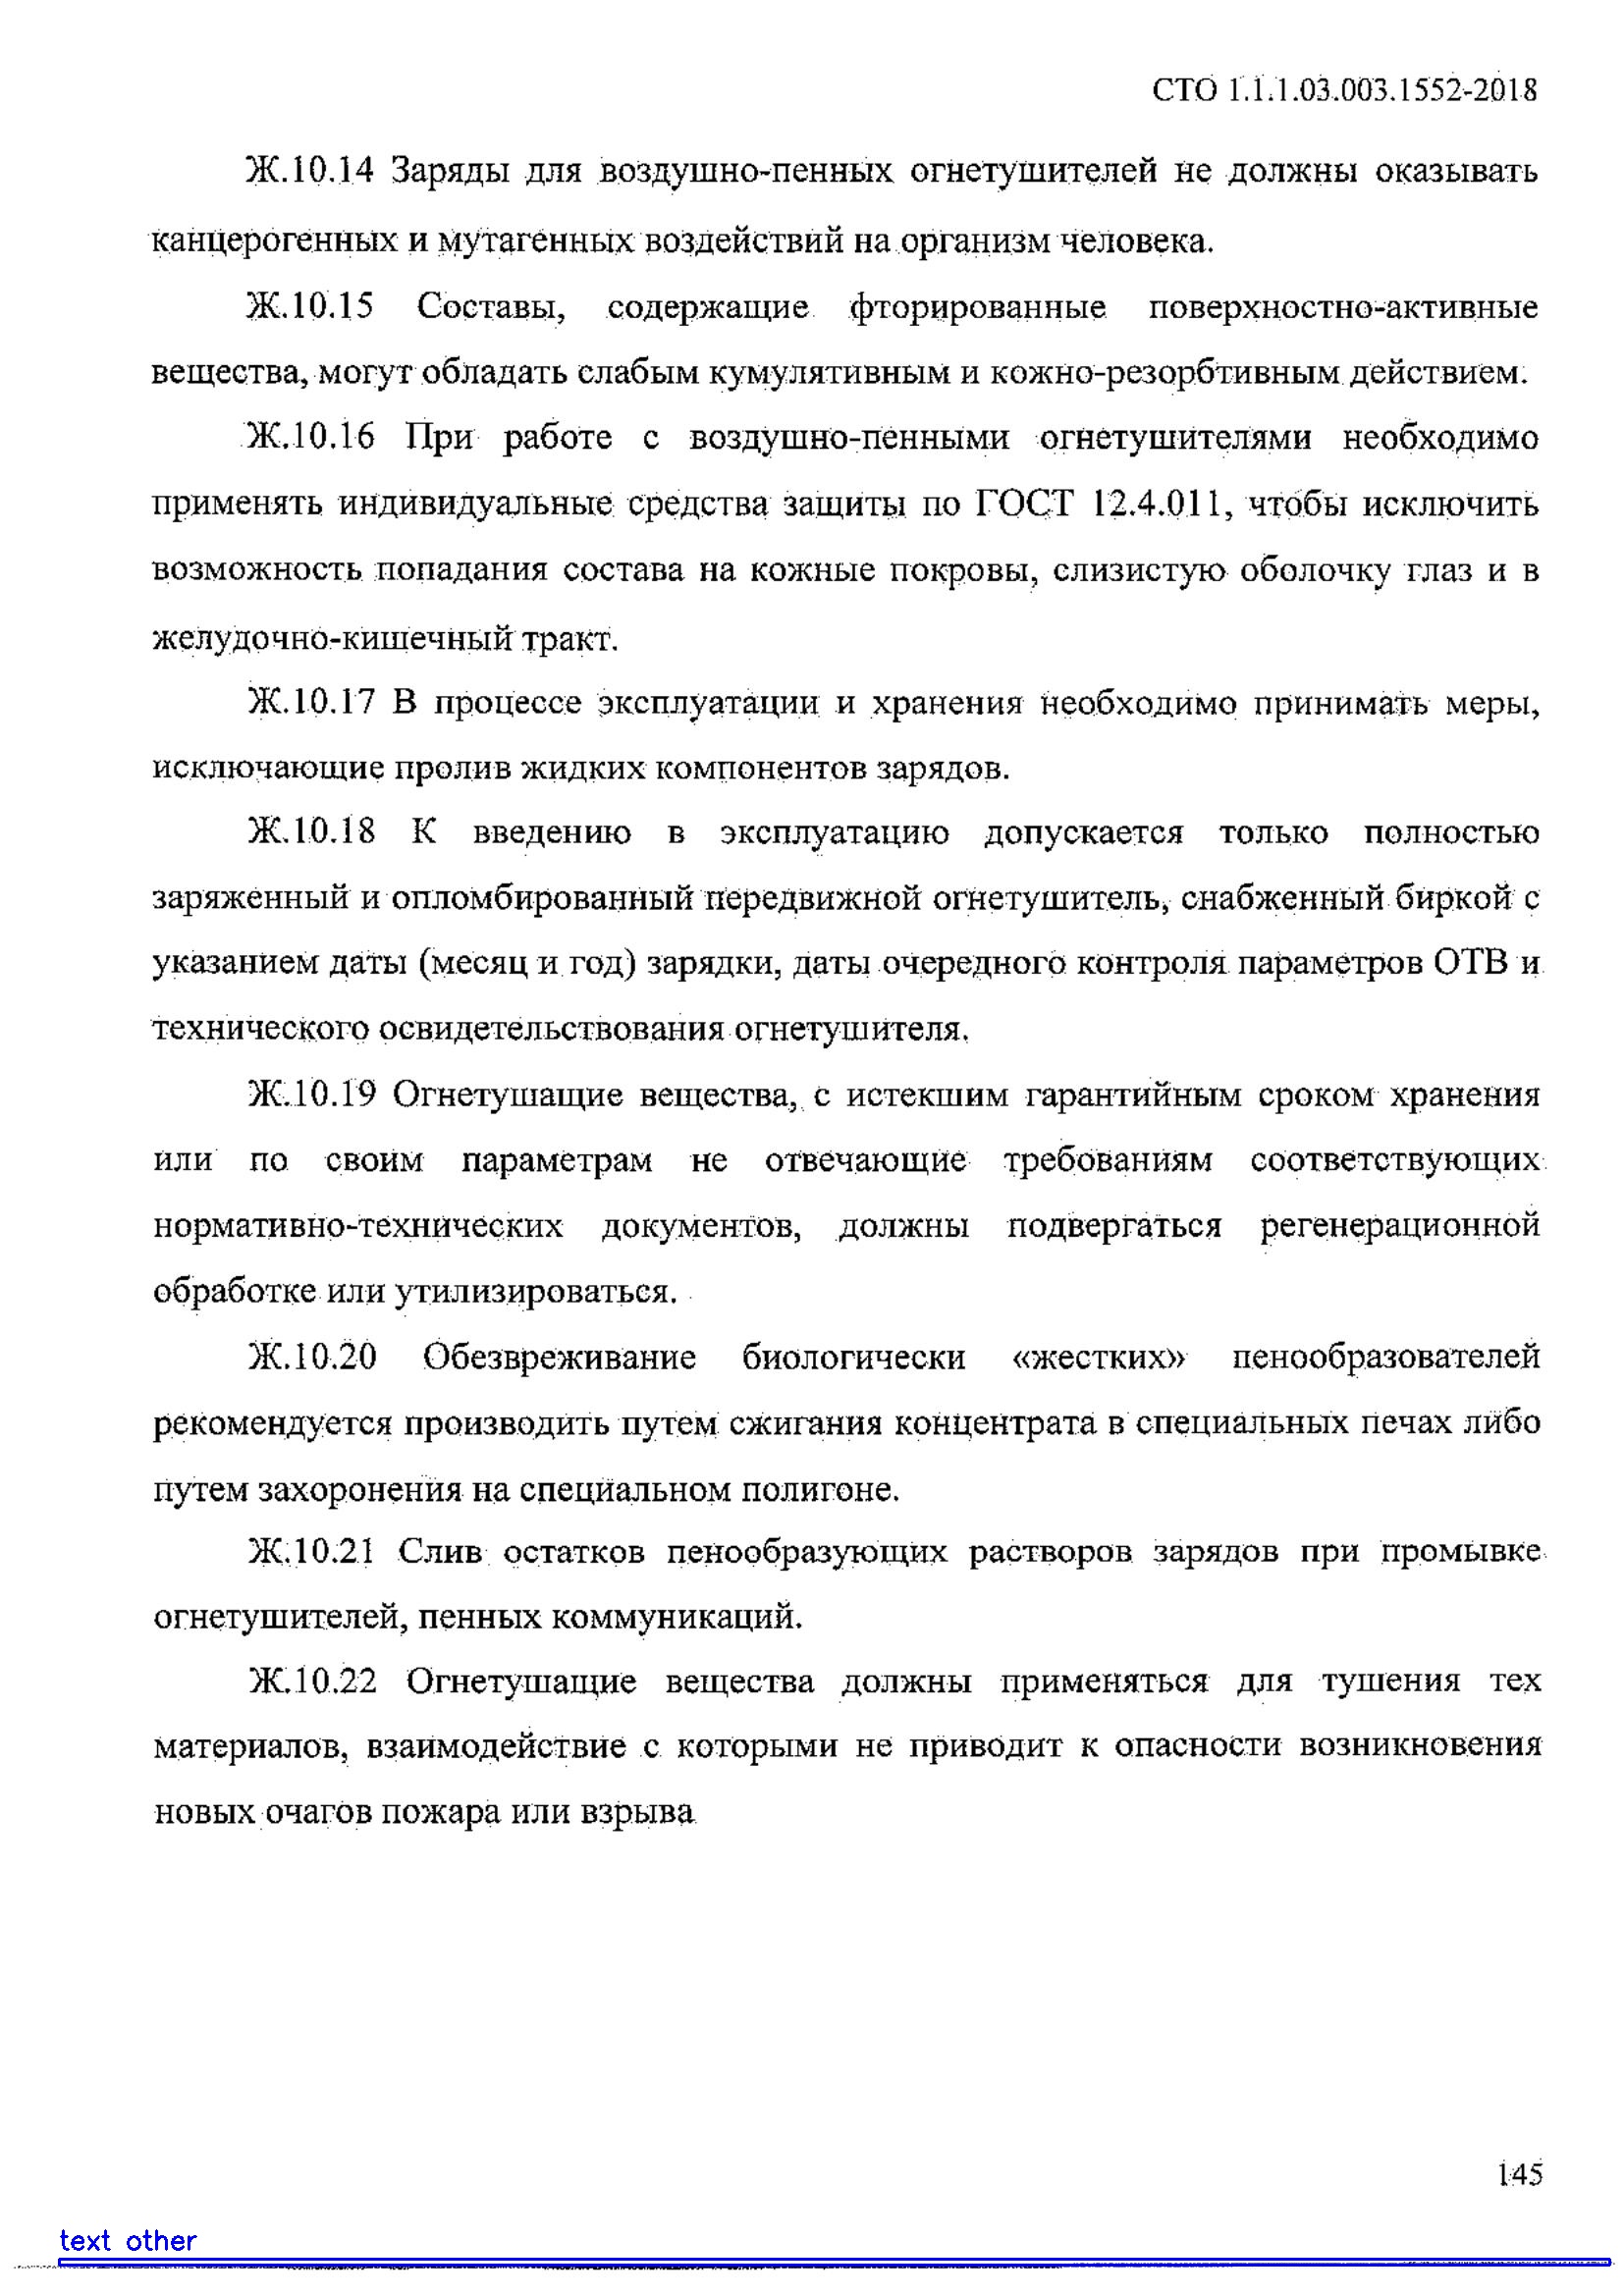 СТО 1.1.1.03.003.1552-2018
Ж.10.14 Заряды для воздушно-пенных огнетушителей не должны оказывать
канцерогенных и мутагенных воздействий на организм человека.
Ж.10.15 Составы, содержащие фторированные поверхностно-активные
вещества, могут обладать слабым кумулятивным и кожно-резорбтивным действием.
Ж.10.16 При работе с воздушно-пенными огнетушителями необходимо
применять индивидуальные средства защиты по ГОСТ 12.4.011, чтобы исключить
возможность попадания состава на кожные покровы, слизистую оболочку глаз и в
желудочно-кишечный тракт.
Ж.10.17 В процессе эксплуатации и хранения необходимо принимать меры,
исключающие пролив жидких компонентов зарядов.
Ж.10.18 К введению в эксплуатацию допускается только полностью
заряженный и опломбированный передвижной огнетушитель, снабженный биркой с
указанием даты (месяц и год) зарядки, даты очередного контроля параметров ОТВ и
технического освидетельствования огнетушителя.
Ж.10.19 Огнетушащие вещества, с истекшим гарантийным сроком хранения
или по своим параметрам не отвечающие требованиям соответствующих
нормативно-технических документов, должны подвергаться регенерационной
обработке или утилизироваться.
Ж.10.20 Обезвреживание биологически «жестких» пенообразователей
рекомендуется производить путем сжигания концентрата в специальных печах либо
путем захоронения на специальном полигоне.
Ж.10.21 Слив остатков пенообразующих растворов зарядов при промывке
огнетушителей, пенных коммуникаций.
Ж.10.22 Огнетушащие вещества должны применяться для тушения тех
материалов, взаимодействие с которыми не приводит к опасности возникновения
новых очагов пожара или взрыва
145
text other